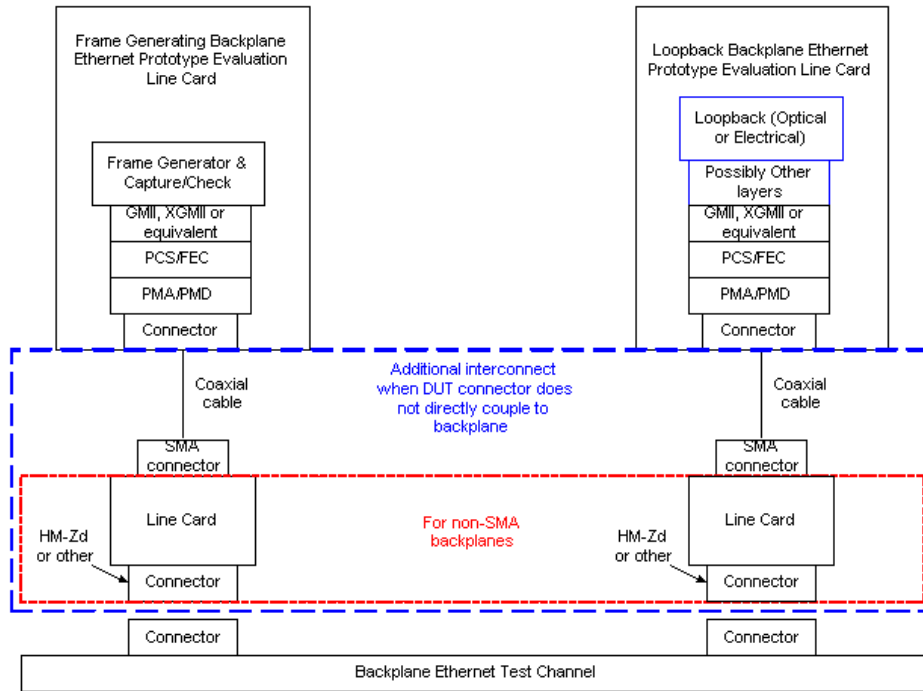 Frame Generating Backplane
Ethernet Prototype Evaluation
Line Card
Frame Generator &
Capture/Check
GMII, XGMII or
equivalent
PCS/FEC
PMA/PMD
Connector
Loopback Backplane Ethernet
Prototype Evaluation Line Card
Loopback (Optical
or Electrical)
Possibly Other
layers
GMII, XGMII or
equivalent
PCS/FEC
PMA/PMD
Connector
Coaxial
cable
Additional interconnect
when DUT connector does
not directly couple to
backplane
Coaxial
cable
SMA
connector
SMA
connector
Line Card
For non-SMA
backplanes
Line Card
HM-Zd
or other
Connector
HM-Zd
or other
Connector
Connector
Connector
Backplane Ethernet Test Channel